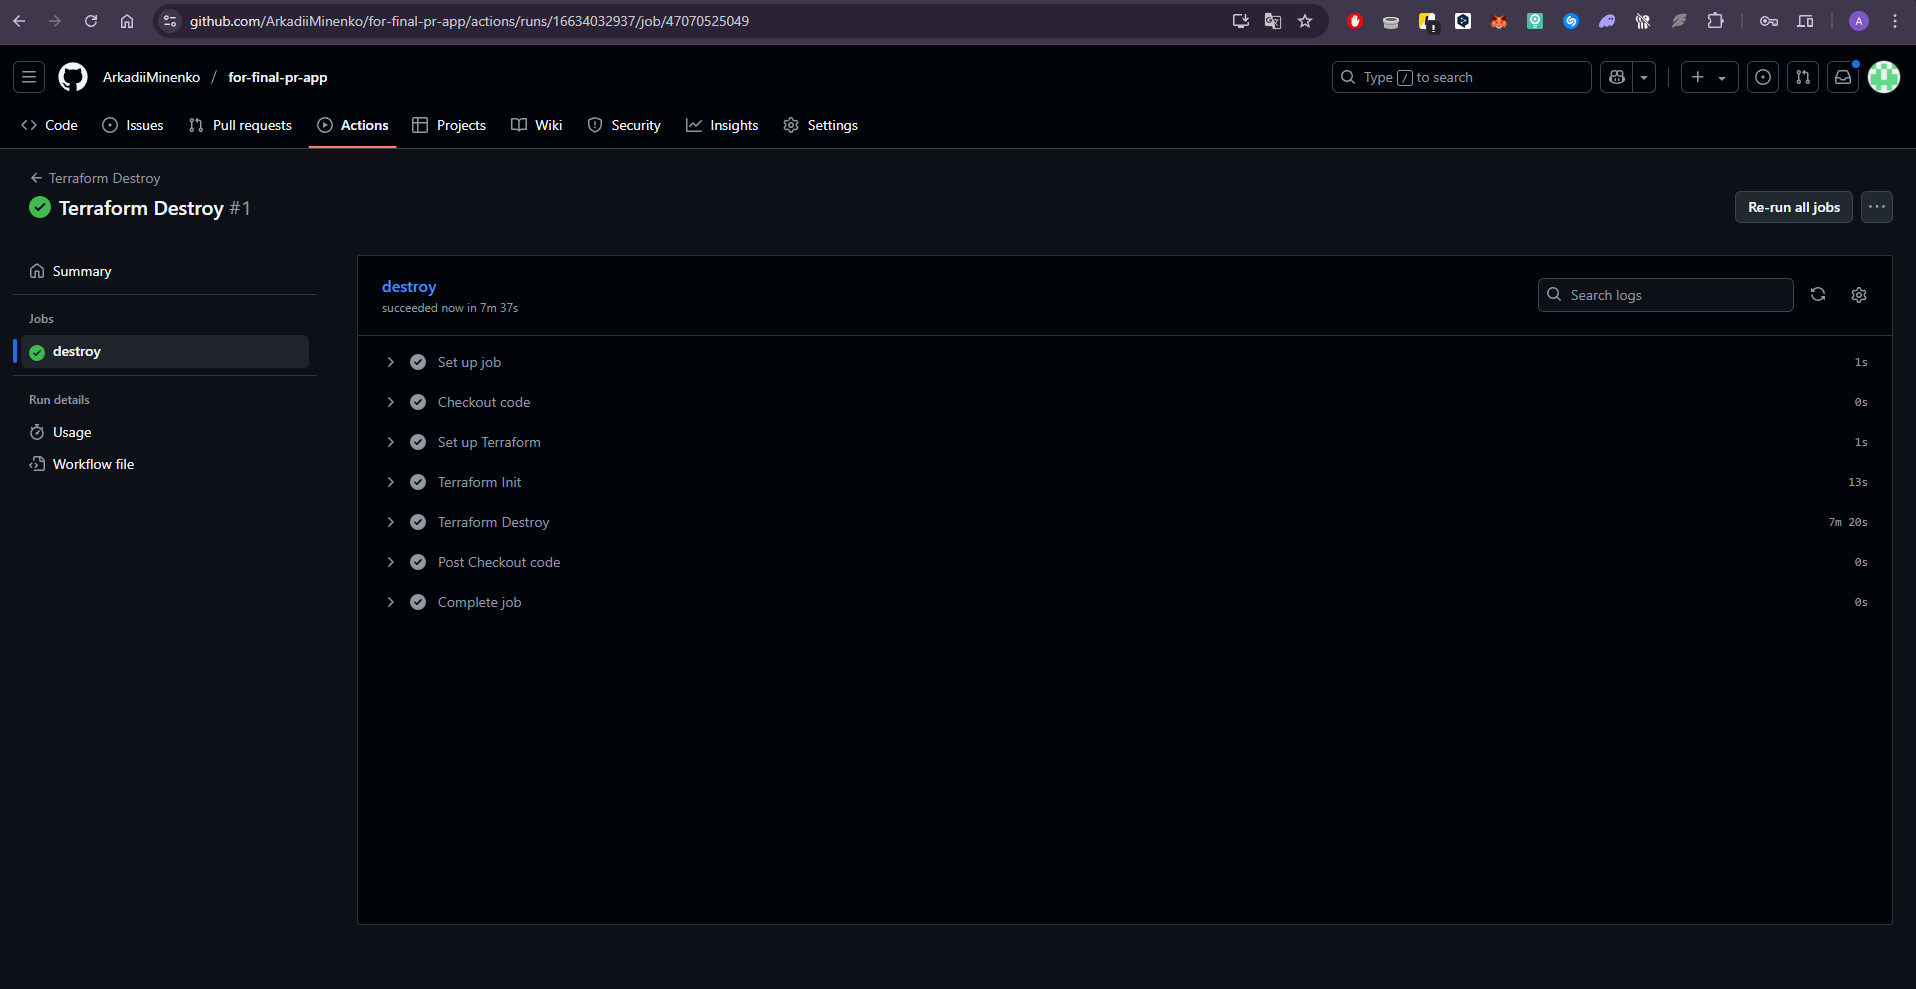 github.com/ArkadiiMinenko/for-final-pr-app/actions/runs/16634032937/job/47070525049
A
ArkadiiMinenko / for-final-pr-app
Type / to search
Code Issues Pull requests Actions Projects Wiki Security Insights Settings
Terraform Destroy
Terraform Destroy #1
Re-run all jobs
Summary
Jobs
destroy
Run details
Usage
Workflow file
destroy
succeeded now in 7m 37s
Search logs
Set up job 1s
Checkout code 0s
Set up Terraform 1s
Terraform Init 13s
Terraform Destroy 7m 20s
Post Checkout code 0s
Complete job 0s